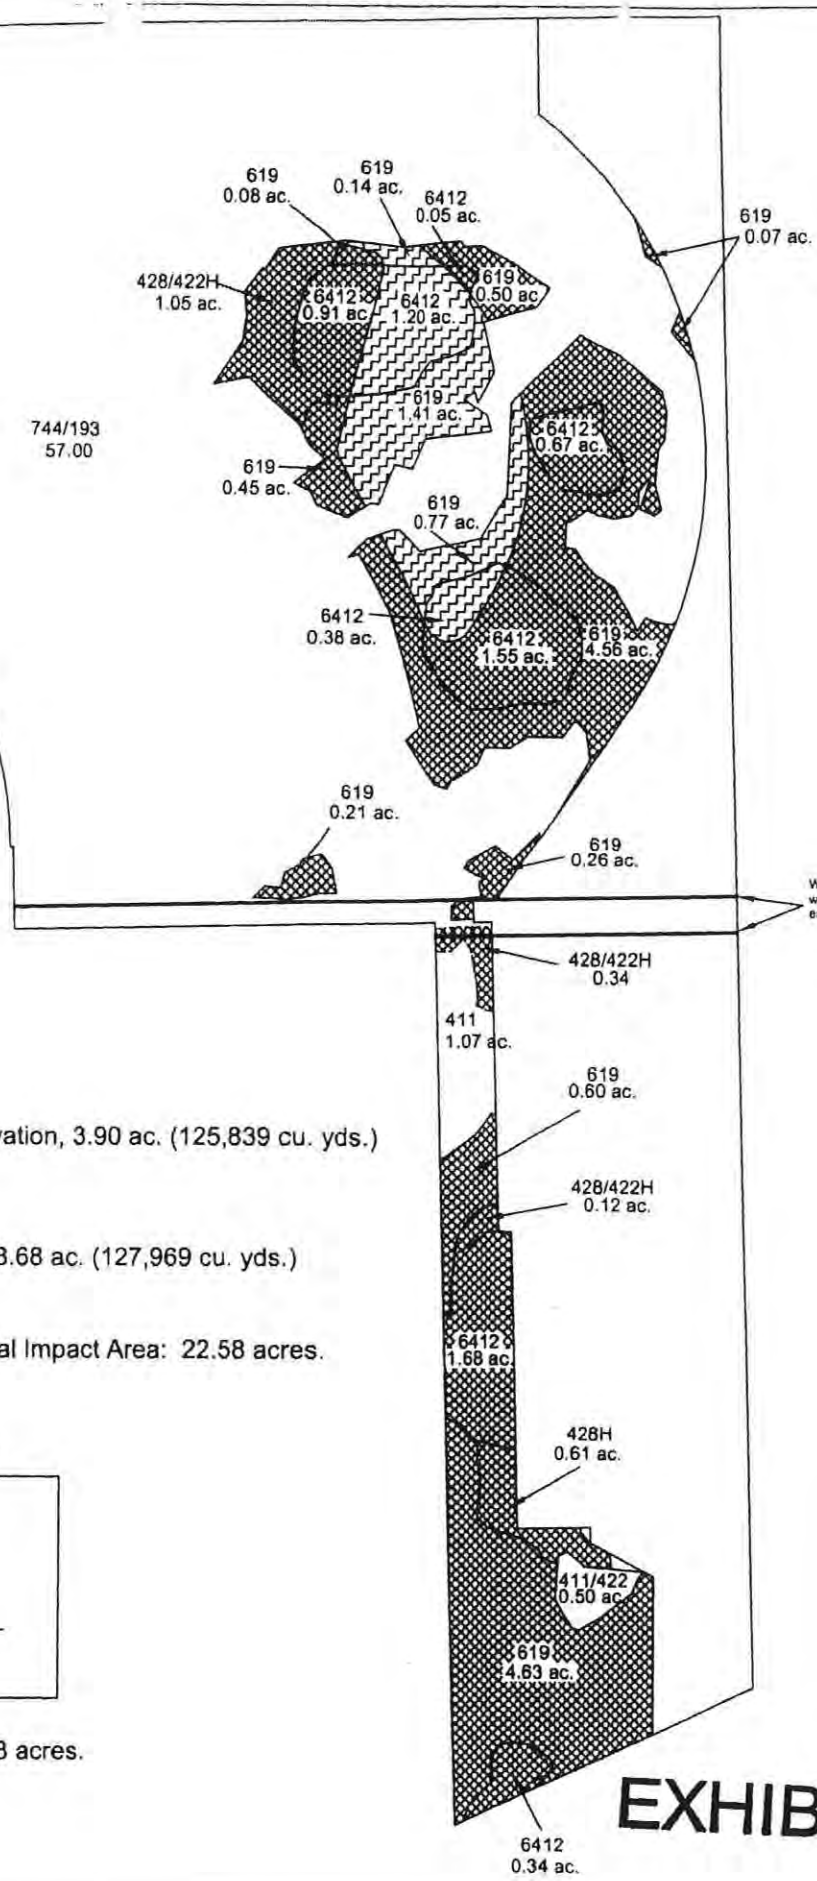 619
0.08 ac.
619
0.14 ac.
6412
0.05 ac.
619
0.07 ac.
428/422H
1.05 ac.
6412
0.91 ac.
6412
1.20 ac.
619
0.50 ac
619
1.41 ac.
744/193
57.00
6412
0.67 ac.
619
0.45 ac.
619
0.77 ac.
6412
0.38 ac.
6412
1.55 ac.
619
4.56 ac.
619
0.21 ac.
619
0.26 ac.
428/422H
0.34
411
1.07 ac.
619
0.60 ac.
vation, 3.90 ac. (125,839 cu. yds.)
428/422H
0.12 ac.
3.68 ac. (127,969 cu. yds.)
al Impact Area: 22.58 acres.
6412
1.68 ac.
428H
0.61 ac.
411/422
0.50 ac.
619
4.63 ac.
3 acres.
EXHIB
6412
0.34 ac.